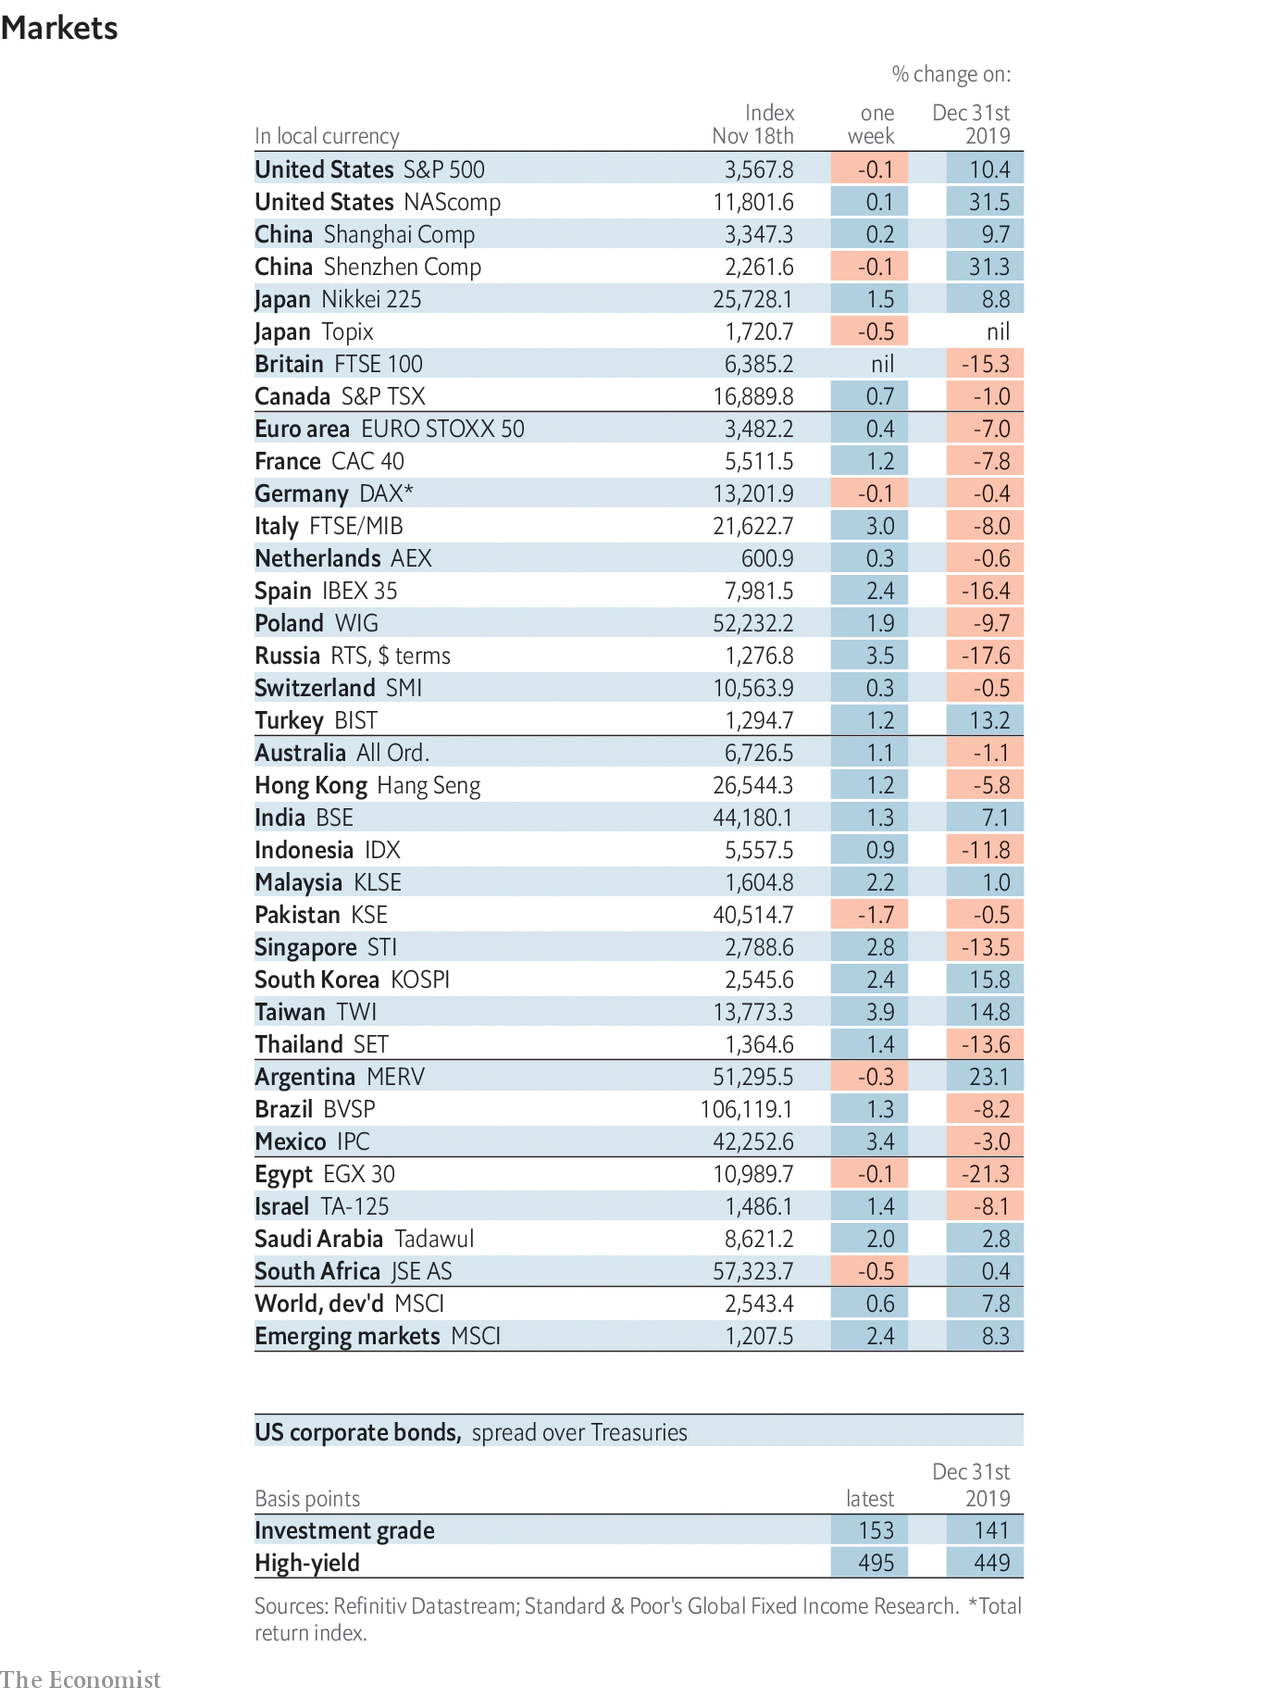 Markets
% change on:
Index one Dec 31st
In local currency Nov 18th week 2019
United States S&P 500 3,567.8 -0.1 10.4
United States NAScomp 11,801.6 0.1 31.5
China Shanghai Comp 3,347.3 0.2 9.7
China Shenzhen Comp 2,261.6 -0.1 31.3
Japan Nikkei 225 25,728.1 1.5 8.8
Japan Topix 1,720.7 -0.5 nil
Britain FTSE 100 6,385.2 nil -15.3
Canada S&P TSX 16,889.8 0.7 -1.0
Euro area EURO STOXX 50 3,482.2 0.4 -7.0
France CAC 40 5,511.5 1.2 -7.8
Germany DAX* 13,201.9 -0.1 -0.4
Italy FTSE/MIB 21,622.7 3.0 -8.0
Netherlands AEX 600.9 0.3 -0.6
Spain IBEX 35 7,981.5 2.4 -16.4
Poland WIG 52,232.2 1.9 -9.7
Russia RTS, $ terms 1,276.8 3.5 -17.6
Switzerland SMI 10,563.9 0.3 -0.5
Turkey BIST 1,294.7 1.2 13.2
Australia All Ord. 6,726.5 1.1 -1.1
Hong Kong Hang Seng 26,544.3 1.2 -5.8
India BSE 44,180.1 1.3 7.1
Indonesia IDX 5,557.5 0.9 -11.8
Malaysia KLSE 1,604.8 2.2 1.0
Pakistan KSE 40,514.7 -1.7 -0.5
Singapore STI 2,788.6 2.8 -13.5
South Korea KOSPI 2,545.6 2.4 15.8
Taiwan TWI 13,773.3 3.9 14.8
Thailand SET 1,364.6 1.4 -13.6
Argentina MERV 51,295.5 -0.3 23.1
Brazil BVSP 106,119.1 1.3 -8.2
Mexico IPC 42,252.6 3.4 -3.0
Egypt EGX 30 10,989.7 -0.1 -21.3
Israel TA-125 1,486.1 1.4 -8.1
Saudi Arabia Tadawul 8,621.2 2.0 2.8
South Africa JSE AS 57,323.7 -0.5 0.4
World, dev'd MSCI 2,543.4 0.6 7.8
Emerging markets MSCI 1,207.5 2.4 8.3
US corporate bonds, spread over Treasuries
Dec 31st
Basis points latest 2019
Investment grade 153 141
High-yield 495 449
Sources: Refinitiv Datastream; Standard & Poor's Global Fixed Income Research. *Total
return index.
The Economist